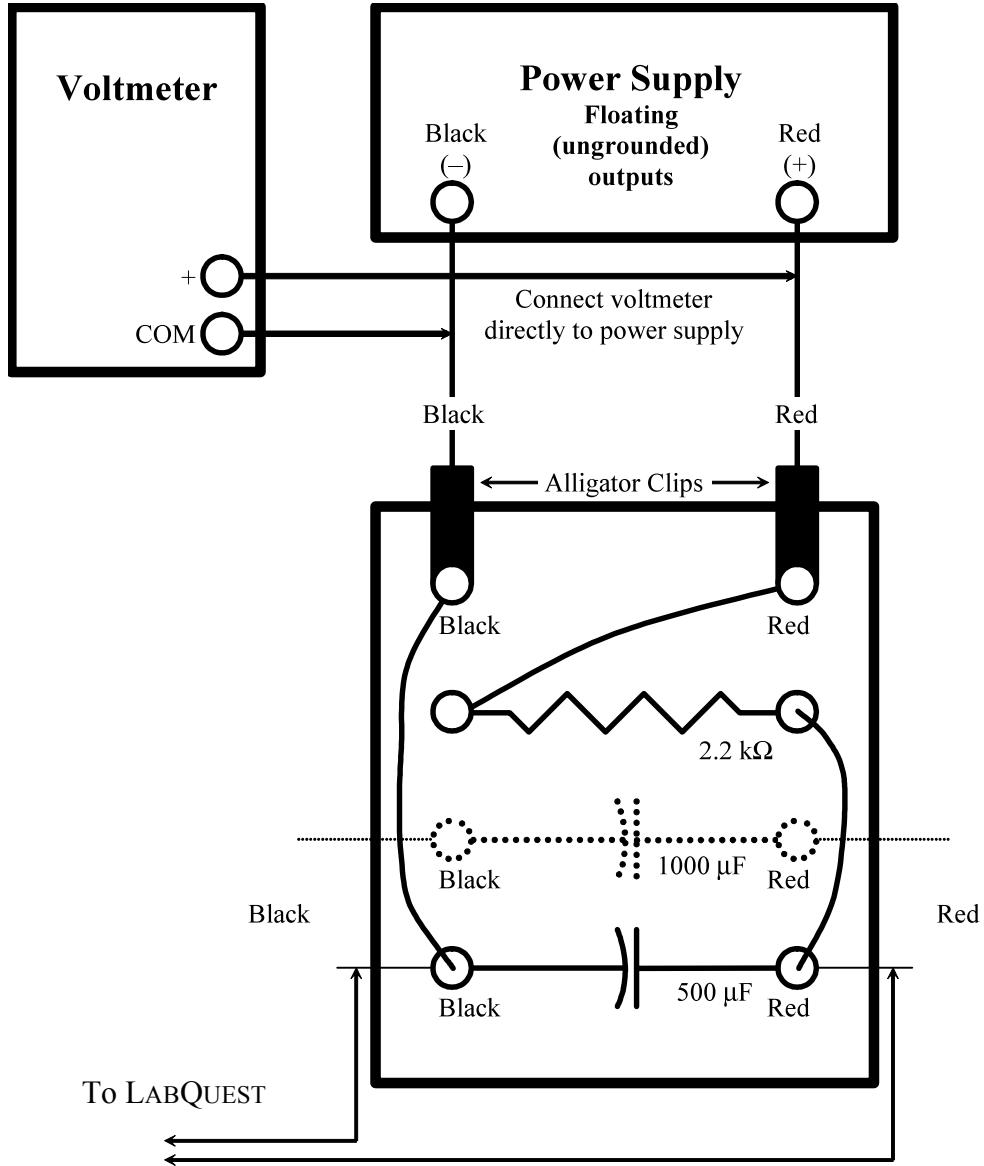 Voltmeter
Power Supply
Floating
(ungrounded)
outputs
Black
(–)
Red
(+)
+
COM
Connect voltmeter
directly to power supply
Black
Red
Alligator Clips
Black
Red
2.2 kΩ
1000 µF
Black
Red
Black
Red
500 µF
Black
Red
To LABQUEST